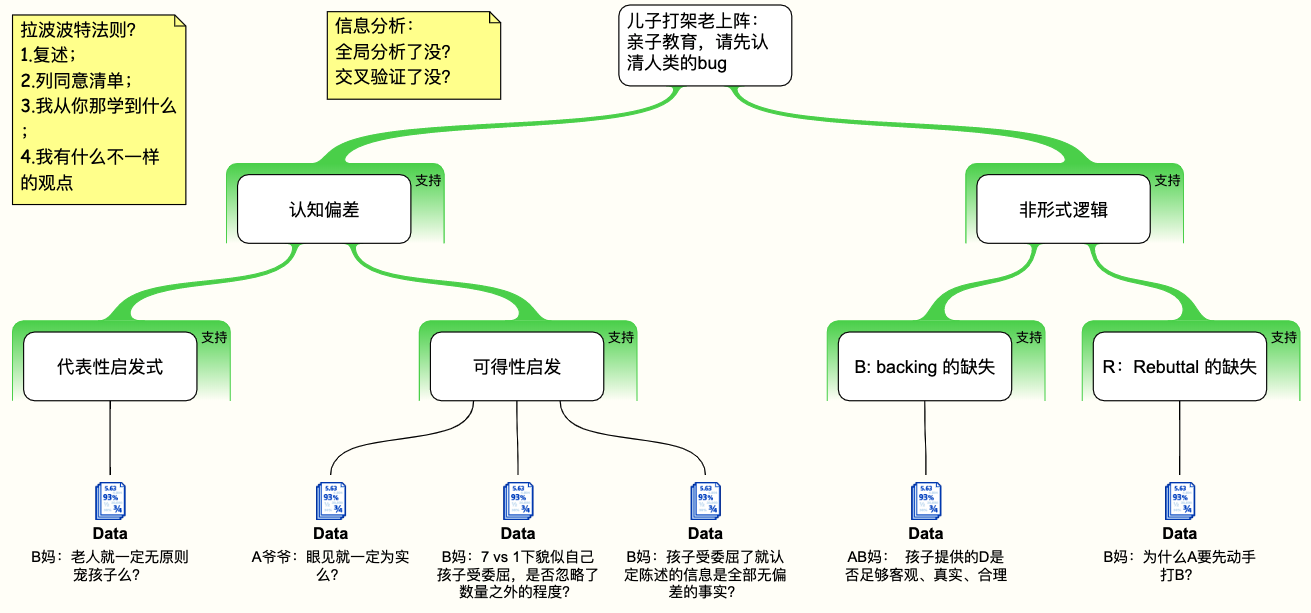 拉波波特法则?
1.复述；
2.列同意清单；
3.我从你那学到什么
；
4.我有什么不一样
的观点
信息分析：
全局分析了没?
交叉验证了没?
儿子打架老上阵：
亲子教育，请先认
清人类的bug
支持
认知偏差
支持
非形式逻辑
支持
代表性启发式
支持
可得性启发
支持
B: backing 的缺失
支持
R：Rebuttal 的缺失
5.63
93%
¾
Data
B妈：老人就一定无原则
宠孩子么?
5.63
93%
¾
Data
A爷爷：眼见就一定为实
么?
5.63
93%
¾
Data
B妈：7 vs 1下貌似自己
孩子受委屈，是否忽略了
数量之外的程度?
5.63
93%
¾
Data
B妈：孩子受委屈了就认
定陈述的信息是全部无偏
差的事实?
5.63
93%
¾
Data
AB妈： 孩子提供的D是
否足够客观、真实、合理
5.63
93%
¾
Data
B妈：为什么A要先动手
打B?